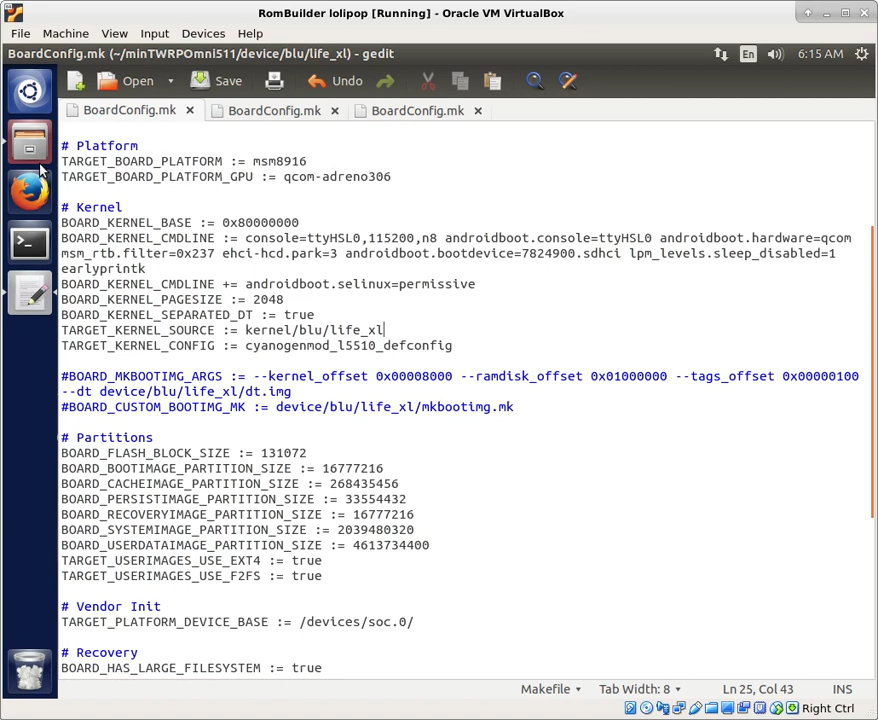 RomBuilder lolipop [Running] - Oracle VM VirtualBox
File Machine View Input Devices Help
BoardConfig.mk (~/minTWRPOmni511/device/blu/life_xl) - gedit
En 6:15 AM
Open Save Undo
BoardConfig.mk × BoardConfig.mk × BoardConfig.mk ×
# Platform
TARGET_BOARD_PLATFORM := msm8916
TARGET_BOARD_PLATFORM_GPU := qcom-adreno306
# Kernel
BOARD_KERNEL_BASE := 0x80000000
BOARD_KERNEL_CMDLINE := console=ttyHSL0,115200,n8 androidboot.console=ttyHSL0 androidboot.hardware=qcom
msm_rtb.filter=0x237 ehci-hcd.park=3 androidboot.bootdevice=7824900.sdhci lpm_levels.sleep_disabled=1
earlyprintk
BOARD_KERNEL_CMDLINE += androidboot.selinux=permissive
BOARD_KERNEL_PAGESIZE := 2048
BOARD_KERNEL_SEPARATED_DT := true
TARGET_KERNEL_SOURCE := kernel/blu/life_xl
TARGET_KERNEL_CONFIG := cyanogenmod_l5510_defconfig
#BOARD_MKBOOTIMG_ARGS := --kernel_offset 0x00008000 --ramdisk_offset 0x01000000 --tags_offset 0x00000100
--dt device/blu/life_xl/dt.img
#BOARD_CUSTOM_BOOTIMG_MK := device/blu/life_xl/mkbootimg.mk
# Partitions
BOARD_FLASH_BLOCK_SIZE := 131072
BOARD_BOOTIMAGE_PARTITION_SIZE := 16777216
BOARD_CACHEIMAGE_PARTITION_SIZE := 268435456
BOARD_PERSISTIMAGE_PARTITION_SIZE := 33554432
BOARD_RECOVERYIMAGE_PARTITION_SIZE := 16777216
BOARD_SYSTEMIMAGE_PARTITION_SIZE := 2039480320
BOARD_USERDATAIMAGE_PARTITION_SIZE := 4613734400
TARGET_USERIMAGES_USE_EXT4 := true
TARGET_USERIMAGES_USE_F2FS := true
# Vendor Init
TARGET_PLATFORM_DEVICE_BASE := /devices/soc.0/
# Recovery
BOARD_HAS_LARGE_FILESYSTEM := true
Makefile Tab Width: 8 Ln 25, Col 43 INS
Right Ctrl